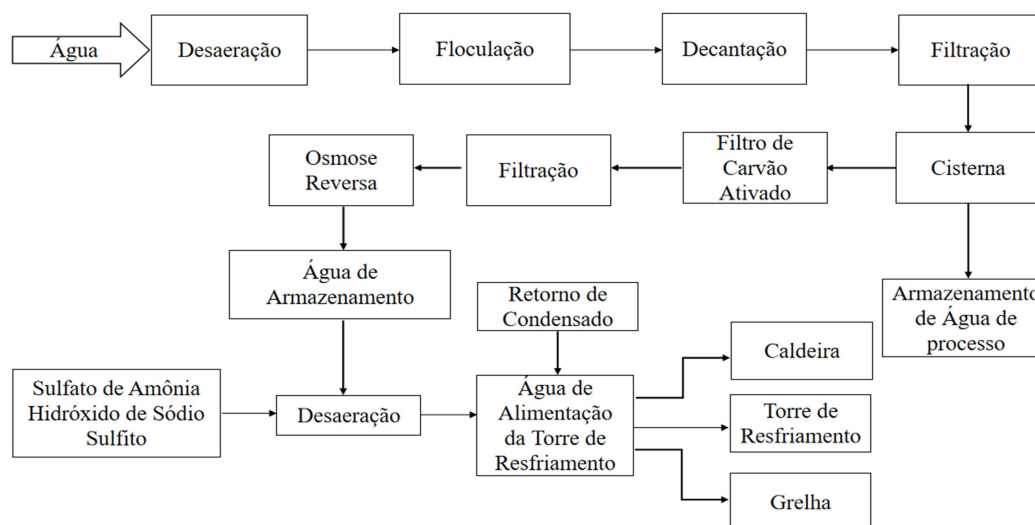 Água
Desaeração
Floculação
Decantação
Filtração
Osmose
Reversa
Filtração
Filtro de
Carvão
Ativado
Cisterna
Água de
Armazenamento
Retorno de
Condensado
Armazenamento
de Água de
processo
Caldeira
Sulfato de Amônia
Hidróxido de Sódio
Sulfito
Desaeração
Água de
Alimentação
da Torre de
Resfriamento
Torre de
Resfriamento
Grelha